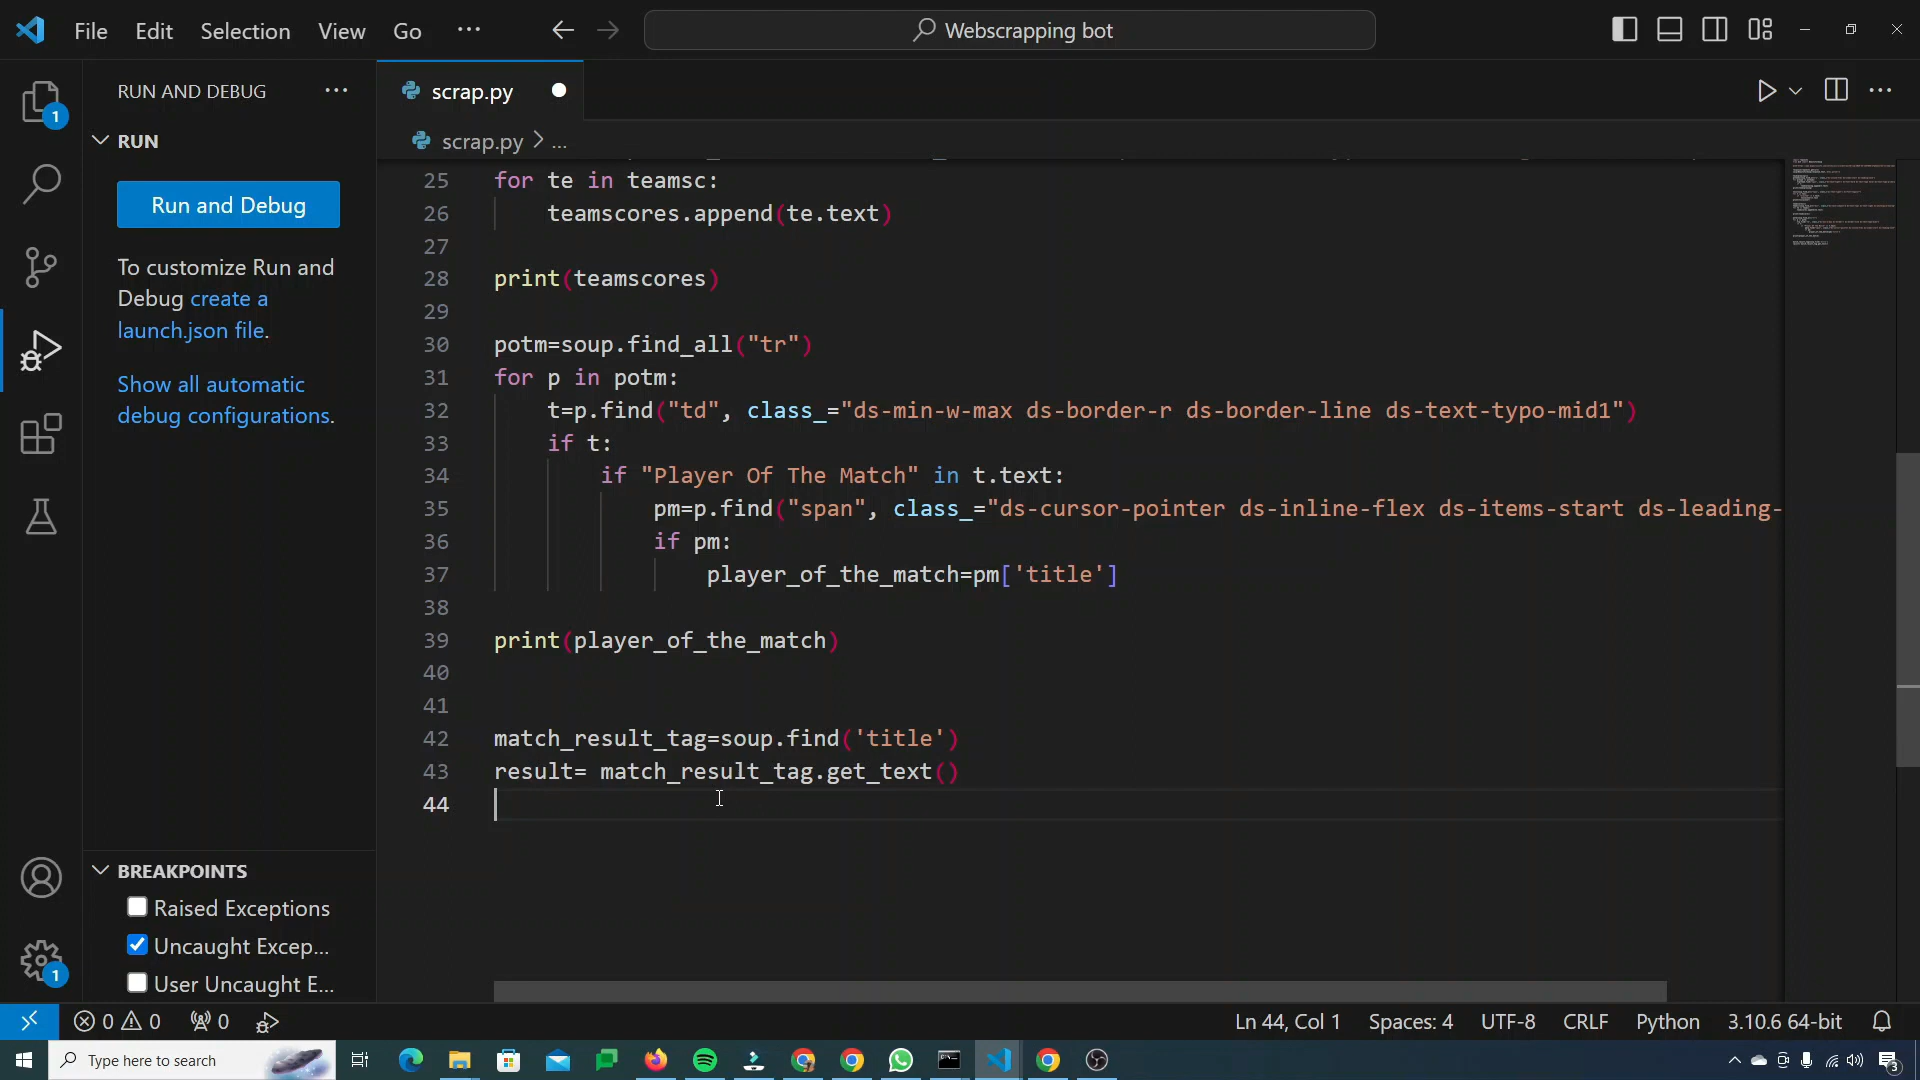 File Edit Selection View Go ··· Webscrapping bot
RUN AND DEBUG ···
scrap.py
1
RUN
scrap.py > ...
Run and Debug
To customize Run and
Debug create a
launch.json file.
Show all automatic
debug configurations.
25 for te in teamsc:
26 teamscores.append(te.text)
27
28 print(teamscores)
29
30 potm=soup.find_all("tr")
31 for p in potm:
32 t=p.find("td", class_="ds-min-w-max ds-border-r ds-border-line ds-text-typo-mid1")
33 if t:
34 if "Player Of The Match" in t.text:
35 pm=p.find("span", class_="ds-cursor-pointer ds-inline-flex ds-items-start ds-leading-
36 if pm:
37 player_of_the_match=pm['title']
38
39 print(player_of_the_match)
40
41
42 match_result_tag=soup.find('title')
43 result= match_result_tag.get_text()
44
BREAKPOINTS
Raised Exceptions
Uncaught Excep...
User Uncaught E...
1
0 0 0 Ln 44, Col 1 Spaces: 4 UTF-8 CRLF Python 3.10.6 64-bit
Type here to search
3